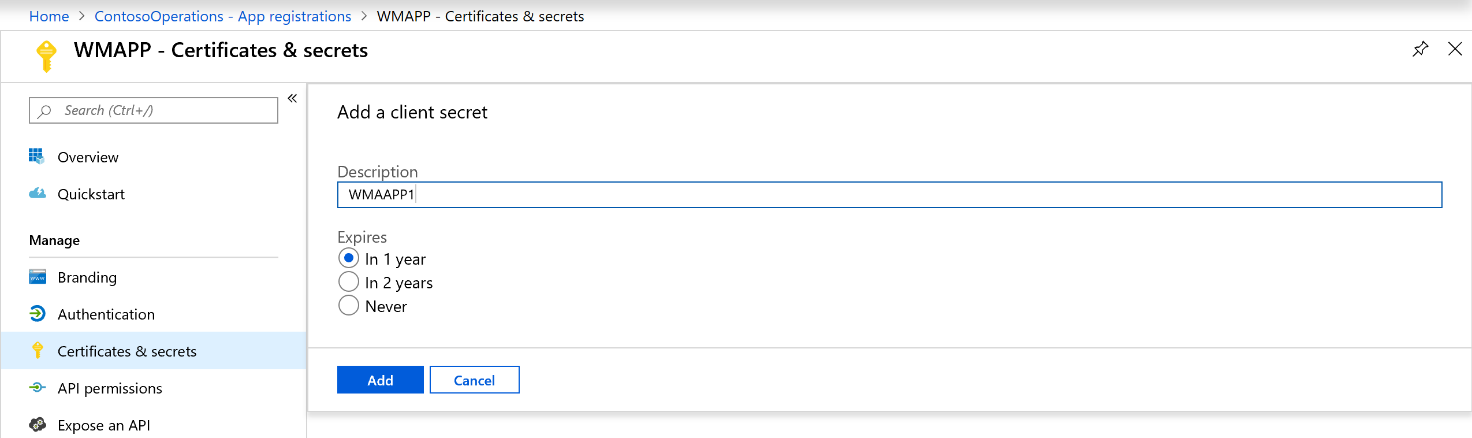 Home > ContosoOperations - App registrations > WMAPP - Certificates & secrets
WMAPP - Certificates & secrets
Search (Ctrl+/)
«
Overview
Quickstart
Manage
www
Branding
Authentication
Certificates & secrets
API permissions
Expose an API
Add a client secret
Description
WMAAPP1
Expires
In 1 year
In 2 years
Never
Add
Cancel